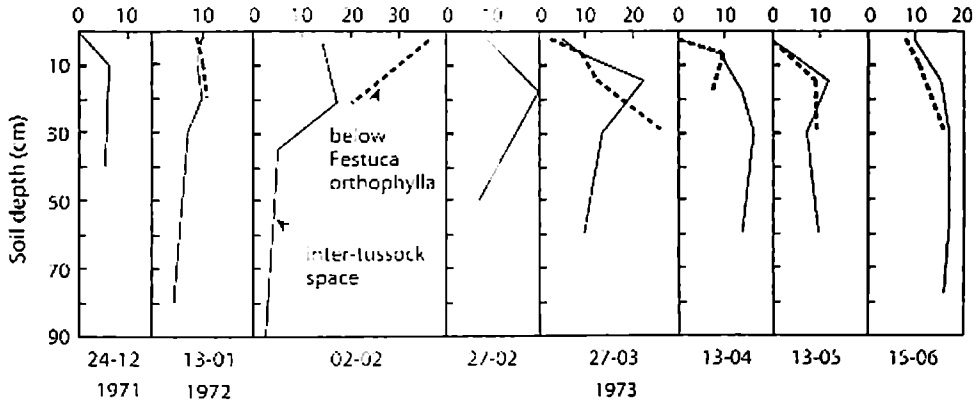 0 10 10 0 10 20 30 0 10 0 10 20 0 10 0 10 0 10 20
Soil depth (cm)
10
30
50
70
90
below
Festuca
orthophylla
inter-tussock
space
24-12 13-01 02-02 27-02 27-03 13-04 13-05 15-06
1971 1972 1973